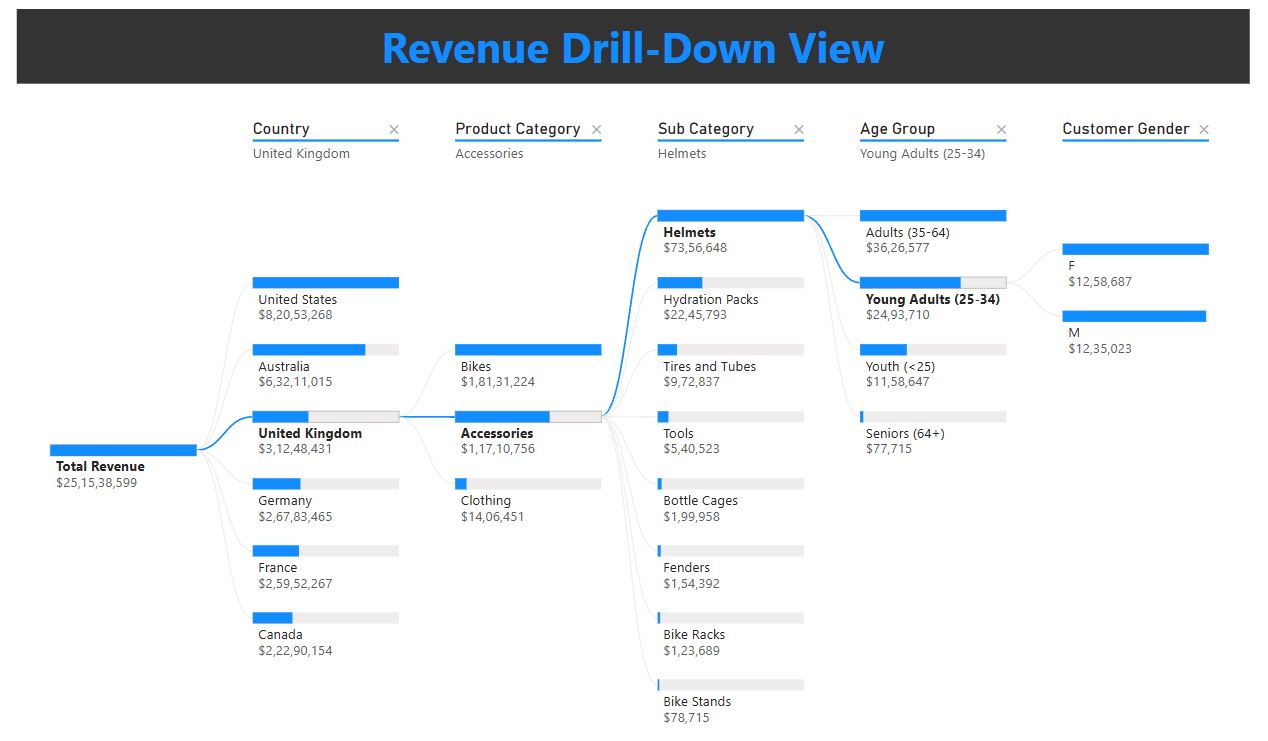 Revenue Drill-Down View
Country ×
United Kingdom
Product Category ×
Accessories
Sub Category ×
Helmets
Age Group ×
Young Adults (25-34)
Customer Gender ×
Total Revenue
$25,15,38,599
United States
$8,20,53,268
Australia
$6,32,11,015
United Kingdom
$3,12,48,431
Germany
$2,67,83,465
France
$2,59,52,267
Canada
$2,22,90,154
Bikes
$1,81,31,224
Accessories
$1,17,10,756
Clothing
$14,06,451
Helmets
$73,56,648
Hydration Packs
$22,45,793
Tires and Tubes
$9,72,837
Tools
$5,40,523
Bottle Cages
$1,99,958
Fenders
$1,54,392
Bike Racks
$1,23,689
Bike Stands
$78,715
Adults (35-64)
$36,26,577
Young Adults (25-34)
$24,93,710
Youth (<25)
$11,58,647
Seniors (64+)
$77,715
F
$12,58,687
M
$12,35,023